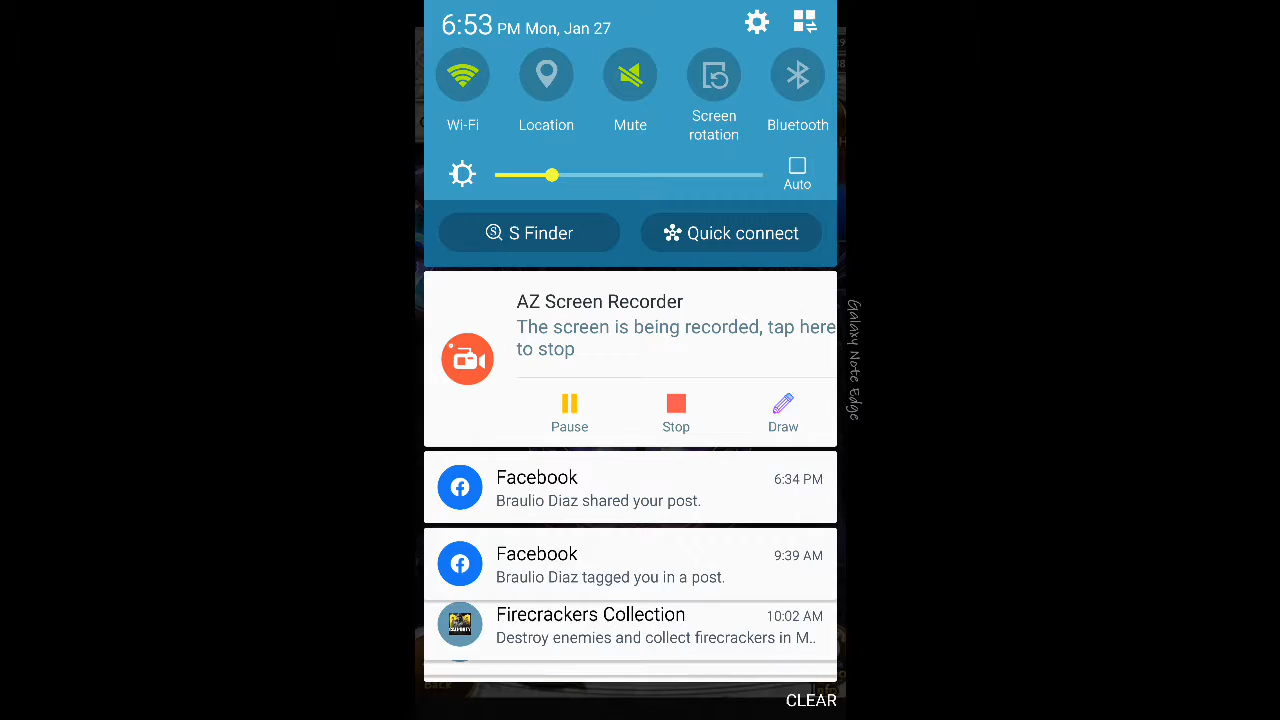 6:53 PM Mon, Jan 27
Wi-Fi
Location
Mute
Screen
rotation
Bluetooth
Auto
S Finder
Quick connect
AZ Screen Recorder
The screen is being recorded, tap here
to stop
Pause
Stop
Draw
Galaxy Note Edge
Facebook
6:34 PM
Braulio Diaz shared your post.
Facebook
9:39 AM
Braulio Diaz tagged you in a post.
Firecrackers Collection
10:02 AM
Destroy enemies and collect firecrackers in M..
Back
CLEAR